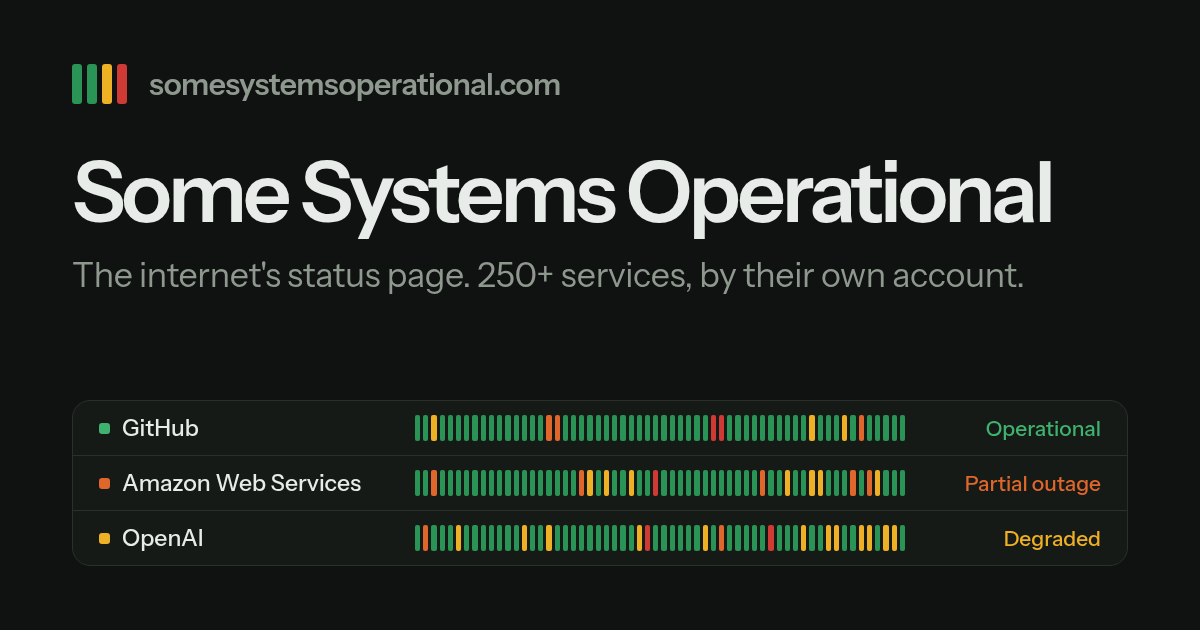 somesystemsoperational.com
Some Systems Operational
The internet's status page. 250+ services, by their own account.
GitHub Operational
Amazon Web Services Partial outage
OpenAI Degraded